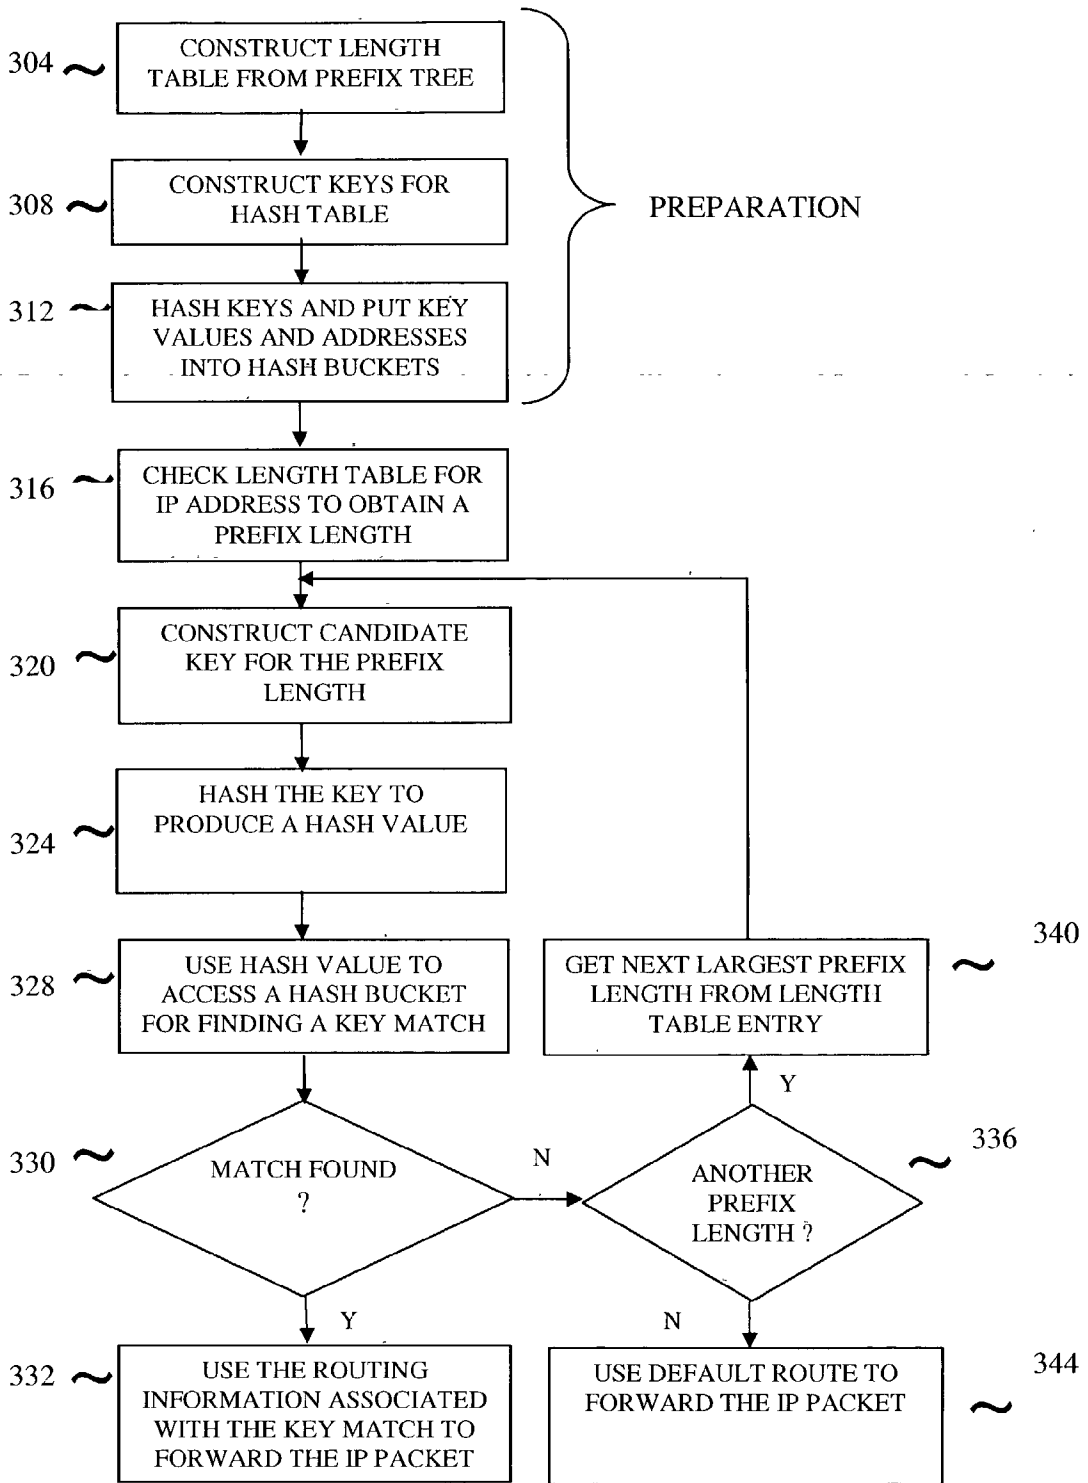 304
CONSTRUCT LENGTH
TABLE FROM PREFIX TREE
308
CONSTRUCT KEYS FOR
HASH TABLE
PREPARATION
312
HASH KEYS AND PUT KEY
VALUES AND ADDRESSES
INTO HASH BUCKETS
316
CHECK LENGTH TABLE FOR
IP ADDRESS TO OBTAIN A
PREFIX LENGTH
320
CONSTRUCT CANDIDATE
KEY FOR THE PREFIX
LENGTH
324
HASH THE KEY TO
PRODUCE A HASH VALUE
328
USE HASH VALUE TO
ACCESS A HASH BUCKET
FOR FINDING A KEY MATCH
340
GET NEXT LARGEST PREFIX
LENGTH FROM LENGTH
TABLE ENTRY
Y
330
MATCH FOUND
?
N
336
ANOTHER
PREFIX
LENGTH ?
Y
N
332
USE THE ROUTING
INFORMATION ASSOCIATED
WITH THE KEY MATCH TO
FORWARD THE IP PACKET
344
USE DEFAULT ROUTE TO
FORWARD THE IP PACKET